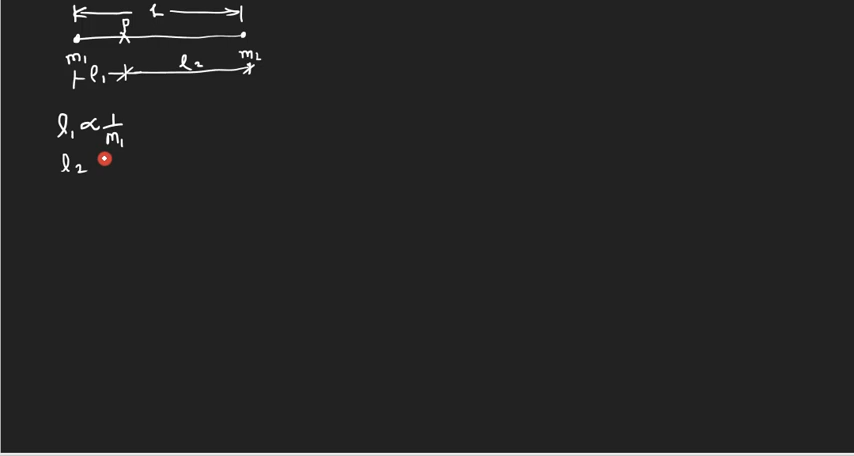 L
P
m₁ m₂
l₁ l₂
l₁ ∝ 1/m₁
l₂